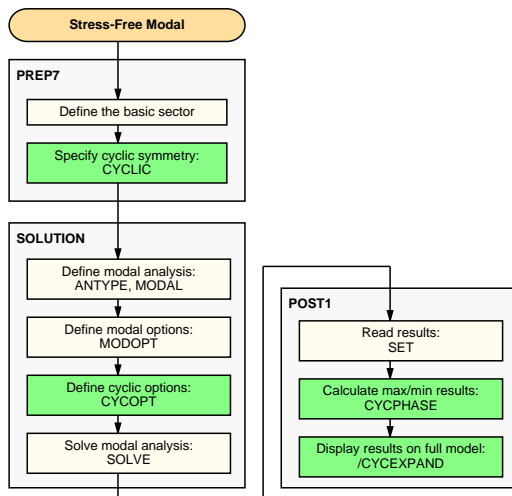 Stress-Free Modal
PREP7
Define the basic sector
Specify cyclic symmetry:
CYCLIC
SOLUTION
Define modal analysis:
ANTYPE, MODAL
Define modal options:
MODOPT
Define cyclic options:
CYCOPT
Solve modal analysis:
SOLVE
POST1
Read results:
SET
Calculate max/min results:
CYCPHASE
Display results on full model:
/CYCEXPAND